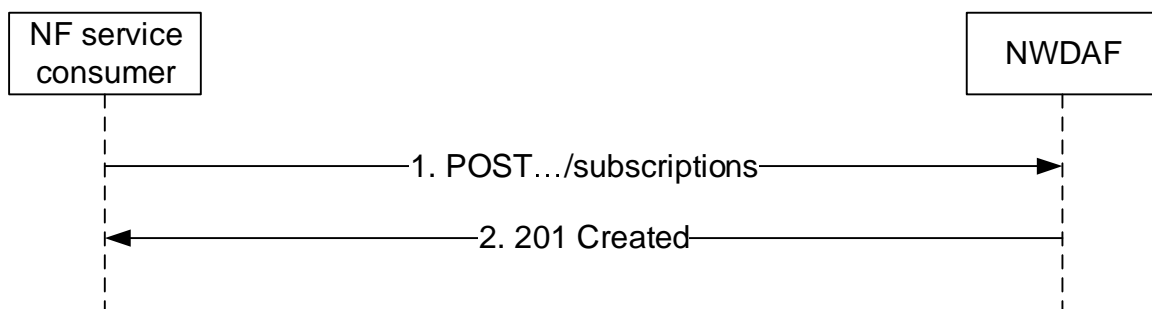 NF service
consumer
NWDAF
1. POST…/subscriptions
2. 201 Created